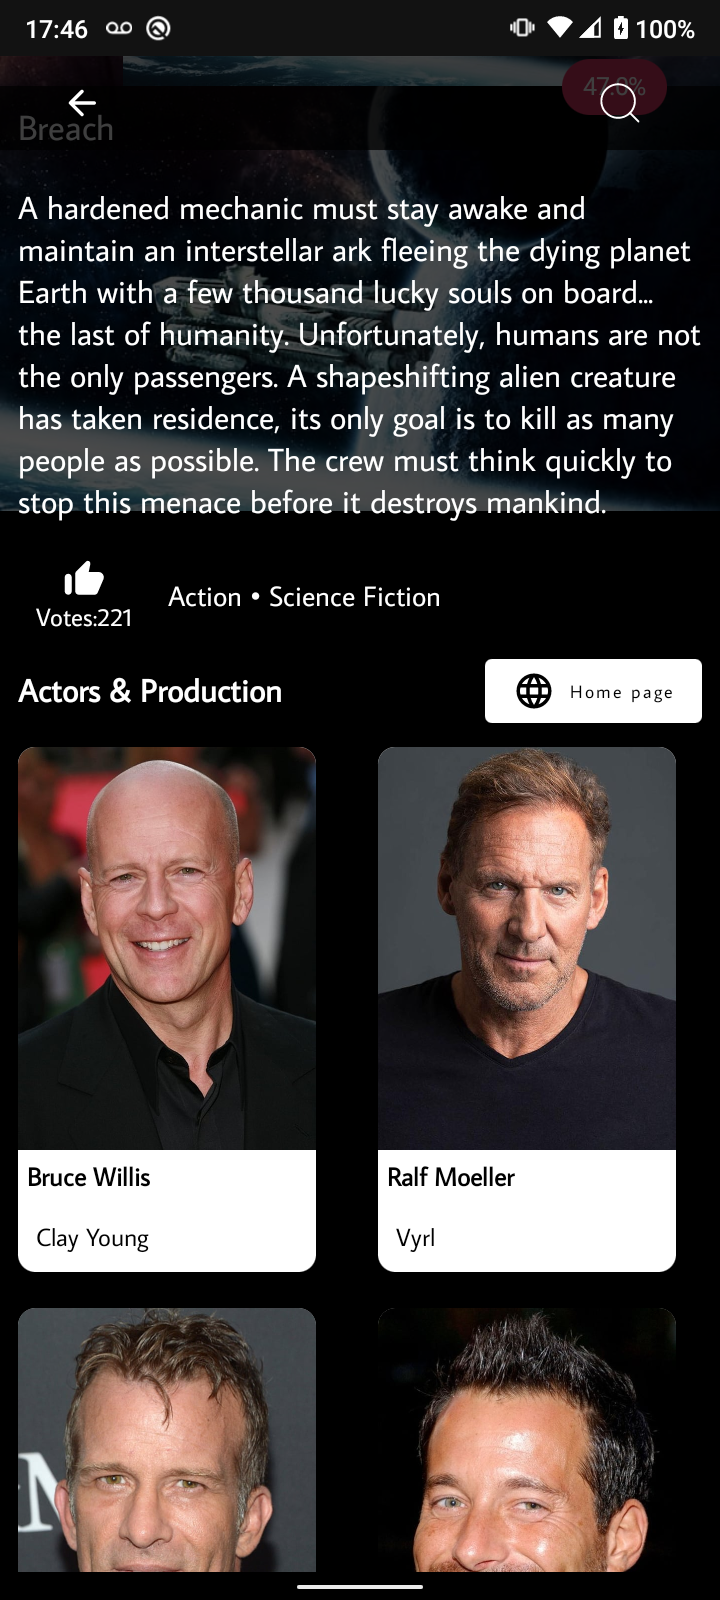 17:46
100%
47.0%
Breach
A hardened mechanic must stay awake and
maintain an interstellar ark fleeing the dying planet
Earth with a few thousand lucky souls on board...
the last of humanity. Unfortunately, humans are not
the only passengers. A shapeshifting alien creature
has taken residence, its only goal is to kill as many
people as possible. The crew must think quickly to
stop this menace before it destroys mankind.
Votes:221
Action • Science Fiction
Actors & Production
Home page
Bruce Willis
Ralf Moeller
Clay Young
Vyrl
M